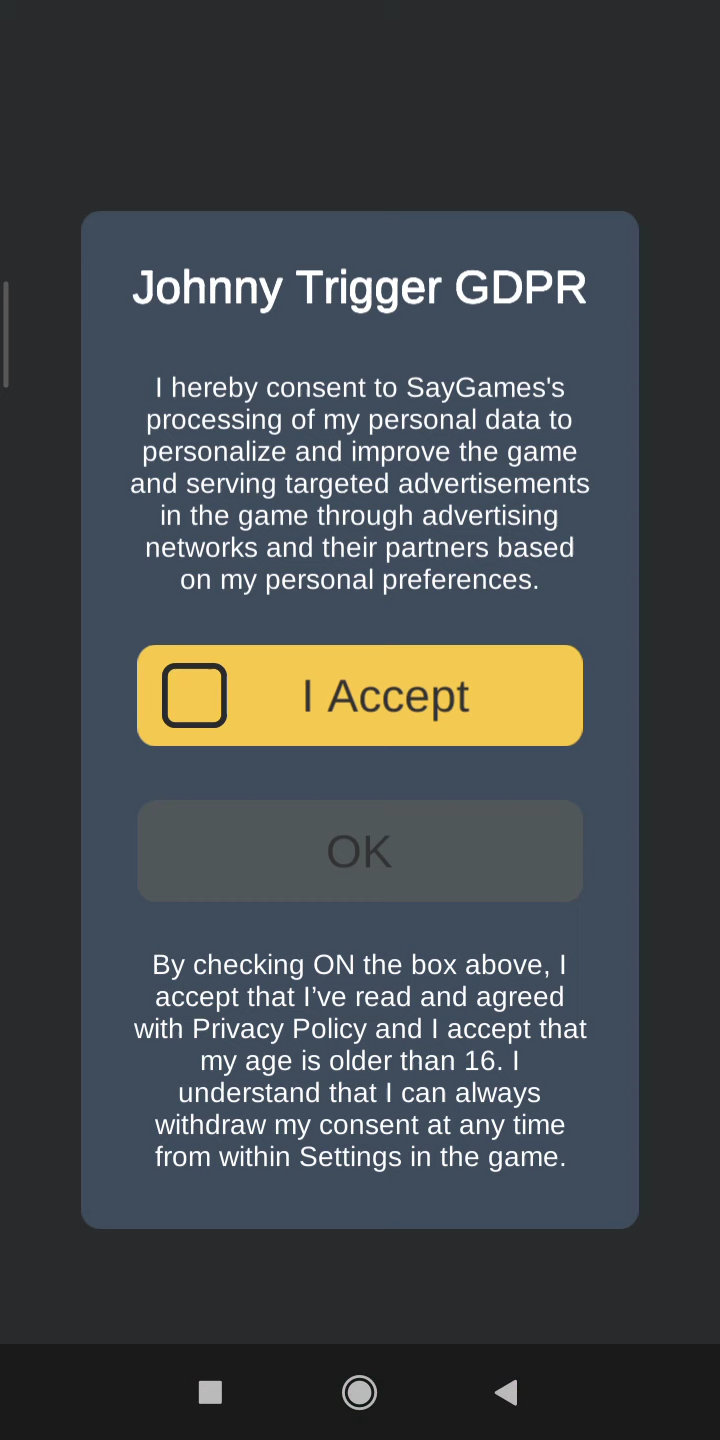 Johnny Trigger GDPR
I hereby consent to SayGames's
processing of my personal data to
personalize and improve the game
and serving targeted advertisements
in the game through advertising
networks and their partners based
on my personal preferences.
I Accept
OK
By checking ON the box above, I
accept that I’ve read and agreed
with Privacy Policy and I accept that
my age is older than 16. I
understand that I can always
withdraw my consent at any time
from within Settings in the game.